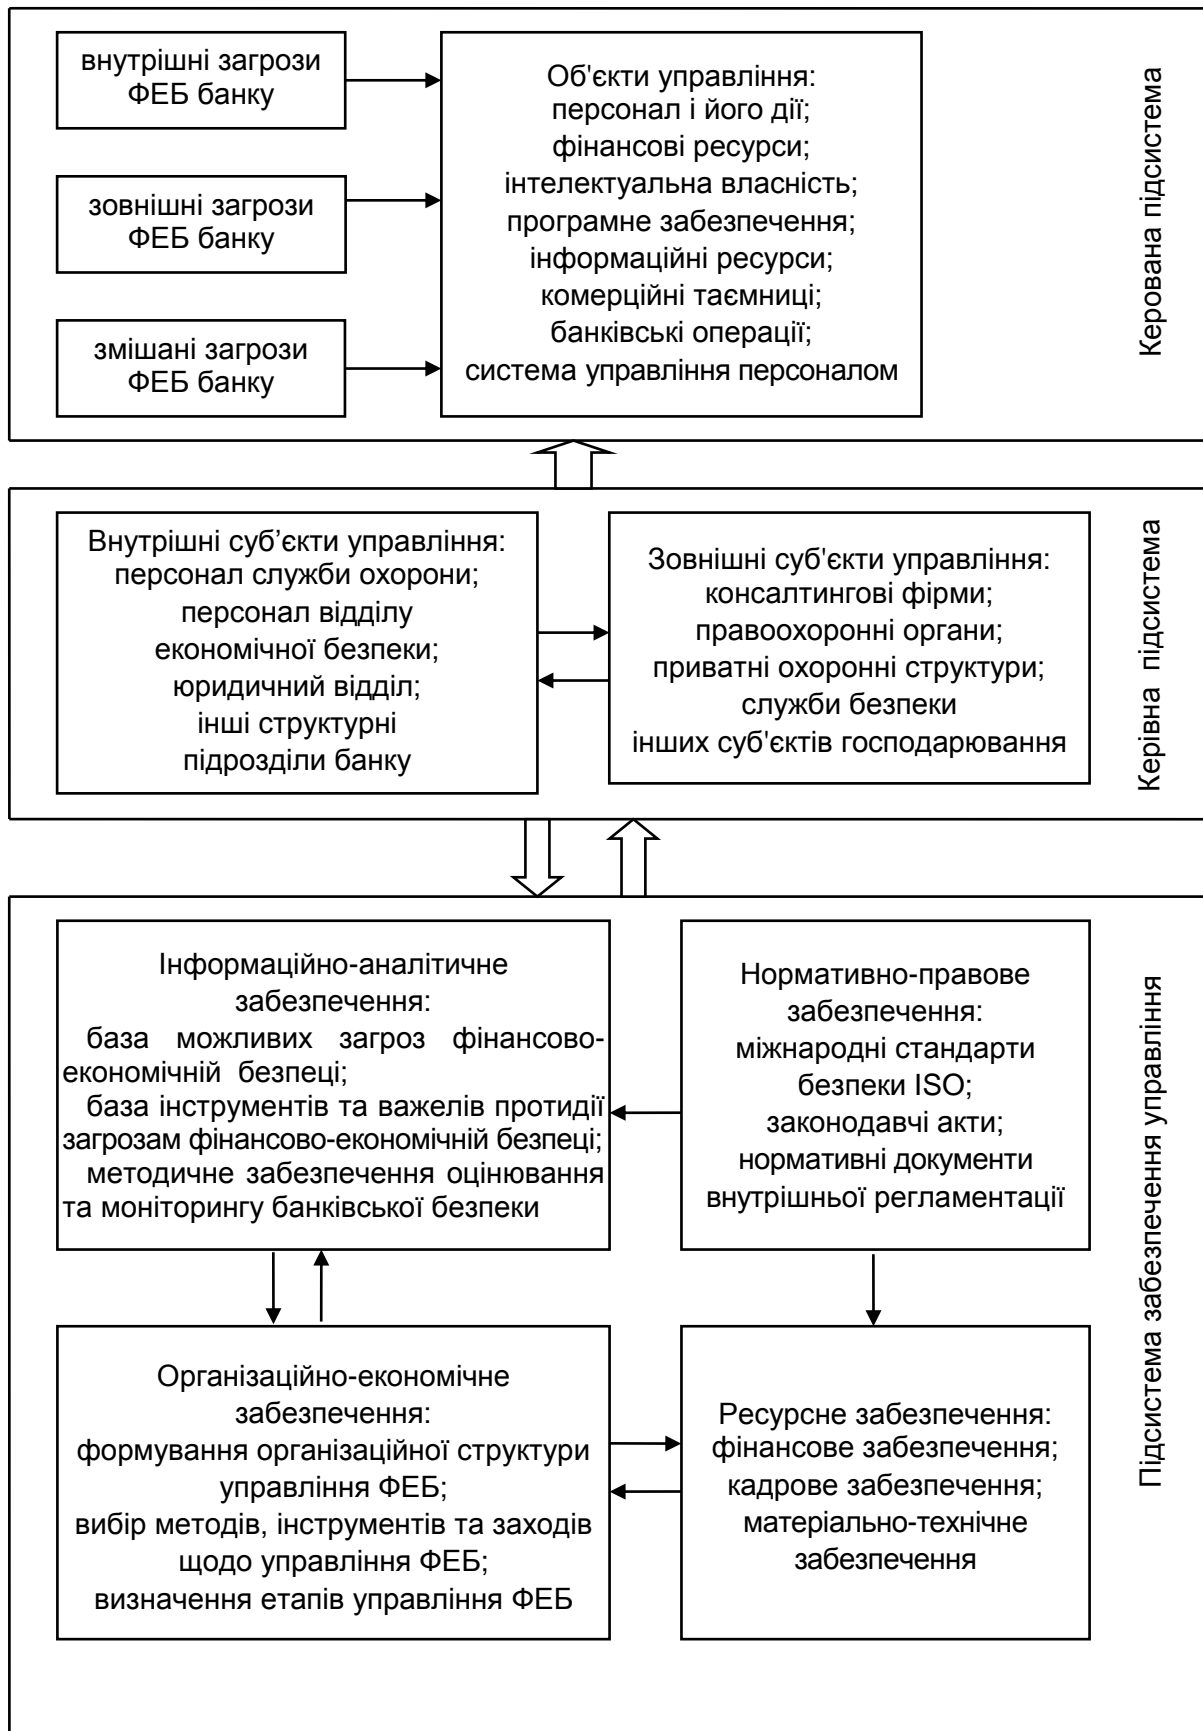 внутрішні загрози
ФЕБ банку
зовнішні загрози
ФЕБ банку
змішані загрози
ФЕБ банку
Об'єкти управління:
персонал і його дії;
фінансові ресурси;
інтелектуальна власність;
програмне забезпечення;
інформаційні ресурси;
комерційні таємниці;
банківські операції;
система управління персоналом
Керована підсистема
Внутрішні суб’єкти управління:
персонал служби охорони;
персонал відділу
економічної безпеки;
юридичний відділ;
інші структурні
підрозділи банку
Зовнішні суб'єкти управління:
консалтингові фірми;
правоохоронні органи;
приватні охоронні структури;
служби безпеки
інших суб'єктів господарювання
Керівна підсистема
Інформаційно-аналітичне
забезпечення:
база можливих загроз фінансово-
економічній безпеці;
база інструментів та важелів протидії
загрозам фінансово-економічній безпеці;
методичне забезпечення оцінювання
та моніторингу банківської безпеки
Нормативно-правове
забезпечення:
міжнародні стандарти
безпеки ISO;
законодавчі акти;
нормативні документи
внутрішньої регламентації
Організаційно-економічне
забезпечення:
формування організаційної структури
управління ФЕБ;
вибір методів, інструментів та заходів
щодо управління ФЕБ;
визначення етапів управління ФЕБ
Ресурсне забезпечення:
фінансове забезпечення;
кадрове забезпечення;
матеріально-технічне
забезпечення
Підсистема забезпечення управління